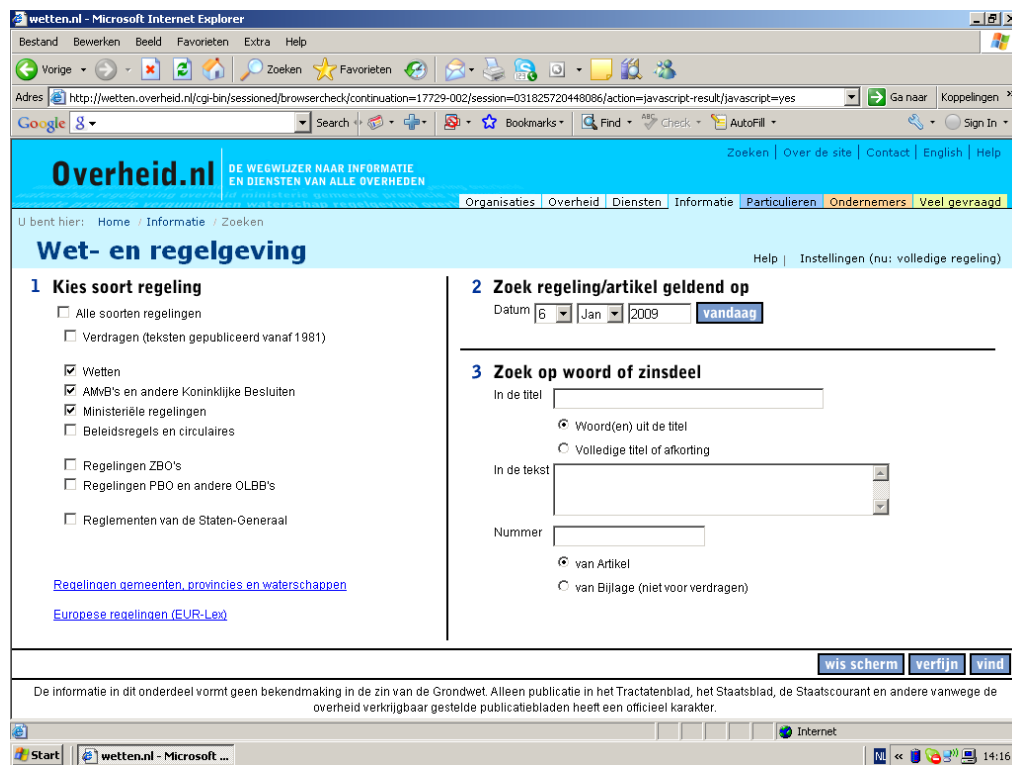 wetten.nl - Microsoft Internet Explorer
Bestand Bewerken Beeld Favorieten Extra Help
Vorige Zoeken Favorieten
Adres http://wetten.overheid.nl/cgi-bin/sessioned/browsercheck/continuation=17729-002/session=031825720448086/action=javascript-result/javascript=yes Ga naar Koppelingen »
Google Search Bookmarks Find Check AutoFill Sign In
Zoeken | Over de site | Contact | English | Help
Overheid.nl
DE WEGWIJZER NAAR INFORMATIE
EN DIENSTEN VAN ALLE OVERHEDEN
Organisaties Overheid Diensten Informatie Particulieren Ondernemers Veel gevraagd
U bent hier: Home / Informatie / Zoeken
Wet- en regelgeving
Help | Instellingen (nu: volledige regeling)
1 Kies soort regeling
Alle soorten regelingen
Verdragen (teksten gepubliceerd vanaf 1981)
Wetten
AMvB's en andere Koninklijke Besluiten
Ministeriële regelingen
Beleidsregels en circulaires
Regelingen ZBO's
Regelingen PBO en andere OLBB's
Reglementen van de Staten-Generaal
Regelingen gemeenten, provincies en waterschappen
Europese regelingen (EUR-Lex)
2 Zoek regeling/artikel geldend op
Datum 6 Jan 2009 vandaag
3 Zoek op woord of zinsdeel
In de titel
Woord(en) uit de titel
Volledige titel of afkorting
In de tekst
Nummer
van Artikel
van Bijlage (niet voor verdragen)
wis scherm verfijn vind
De informatie in dit onderdeel vormt geen bekendmaking in de zin van de Grondwet. Alleen publicatie in het Tractatenblad, het Staatsblad, de Staatscourant en andere vanwege de
overheid verkrijgbaar gestelde publicatiebladen heeft een officieel karakter.
Internet
Start wetten.nl - Microsoft ... NL « 14:16